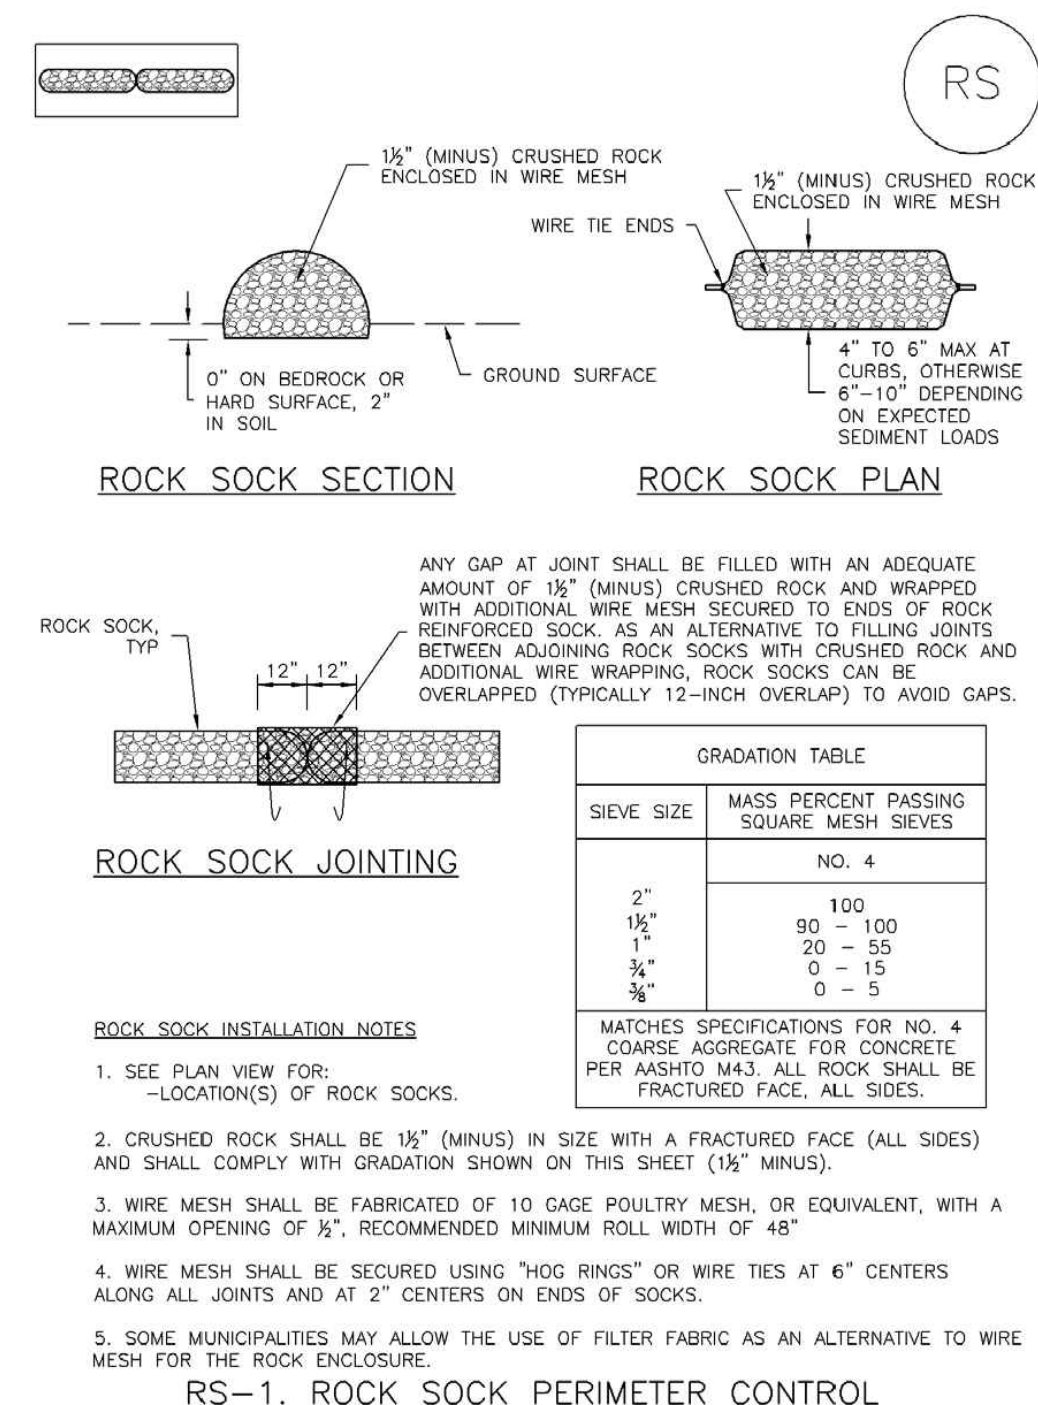 RS
1½" (MINUS) CRUSHED ROCK
ENCLOSED IN WIRE MESH
1½" (MINUS) CRUSHED ROCK
ENCLOSED IN WIRE MESH
WIRE TIE ENDS
0" ON BEDROCK OR
HARD SURFACE, 2"
IN SOIL
GROUND SURFACE
4" TO 6" MAX AT
CURBS, OTHERWISE
6"-10" DEPENDING
ON EXPECTED
SEDIMENT LOADS
ROCK SOCK SECTION
ROCK SOCK PLAN
ANY GAP AT JOINT SHALL BE FILLED WITH AN ADEQUATE
AMOUNT OF 1½" (MINUS) CRUSHED ROCK AND WRAPPED
WITH ADDITIONAL WIRE MESH SECURED TO ENDS OF ROCK
REINFORCED SOCK. AS AN ALTERNATIVE TO FILLING JOINTS
BETWEEN ADJOINING ROCK SOCKS WITH CRUSHED ROCK AND
ADDITIONAL WIRE WRAPPING, ROCK SOCKS CAN BE
OVERLAPPED (TYPICALLY 12-INCH OVERLAP) TO AVOID GAPS.
ROCK SOCK,
TYP
12" 12"
ROCK SOCK JOINTING
GRADATION TABLE
SIEVE SIZE
MASS PERCENT PASSING
SQUARE MESH SIEVES
NO. 4
2" 100
1½" 90 - 100
1" 20 - 55
¾" 0 - 15
⅜" 0 - 5
MATCHES SPECIFICATIONS FOR NO. 4
COARSE AGGREGATE FOR CONCRETE
PER AASHTO M43. ALL ROCK SHALL BE
FRACTURED FACE, ALL SIDES.
ROCK SOCK INSTALLATION NOTES
1. SEE PLAN VIEW FOR:
-LOCATION(S) OF ROCK SOCKS.
2. CRUSHED ROCK SHALL BE 1½" (MINUS) IN SIZE WITH A FRACTURED FACE (ALL SIDES)
AND SHALL COMPLY WITH GRADATION SHOWN ON THIS SHEET (1½" MINUS).
3. WIRE MESH SHALL BE FABRICATED OF 10 GAGE POULTRY MESH, OR EQUIVALENT, WITH A
MAXIMUM OPENING OF ½", RECOMMENDED MINIMUM ROLL WIDTH OF 48"
4. WIRE MESH SHALL BE SECURED USING "HOG RINGS" OR WIRE TIES AT 6" CENTERS
ALONG ALL JOINTS AND AT 2" CENTERS ON ENDS OF SOCKS.
5. SOME MUNICIPALITIES MAY ALLOW THE USE OF FILTER FABRIC AS AN ALTERNATIVE TO WIRE
MESH FOR THE ROCK ENCLOSURE.
RS-1. ROCK SOCK PERIMETER CONTROL